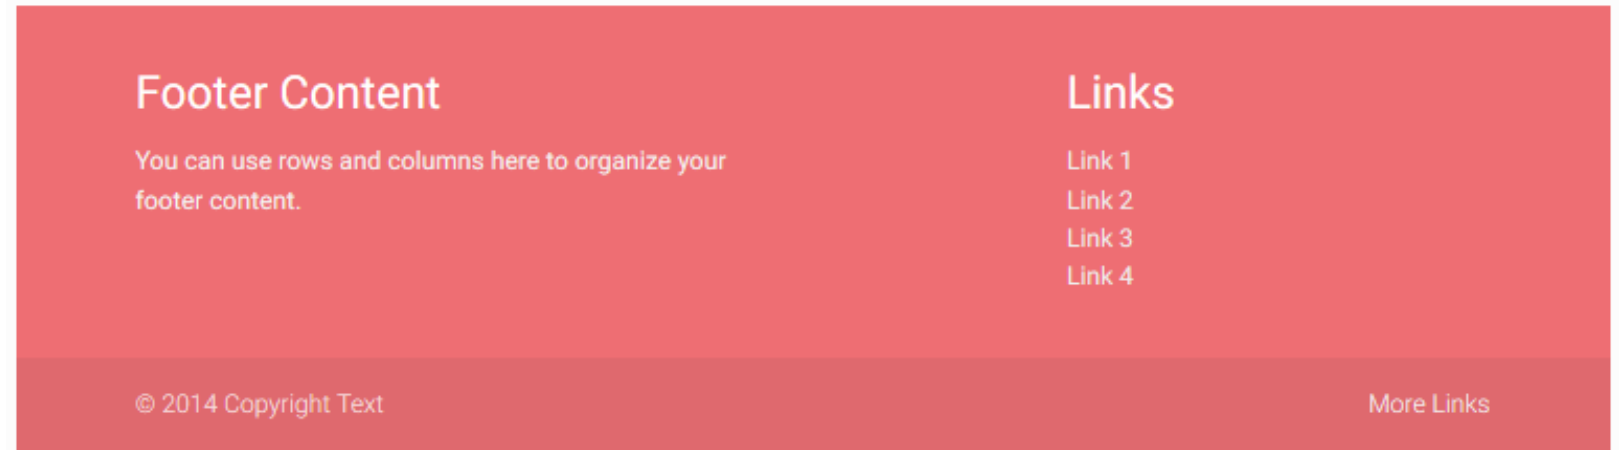 Footer Content
You can use rows and columns here to organize your
footer content.
Links
Link 1
Link 2
Link 3
Link 4
© 2014 Copyright Text
More Links